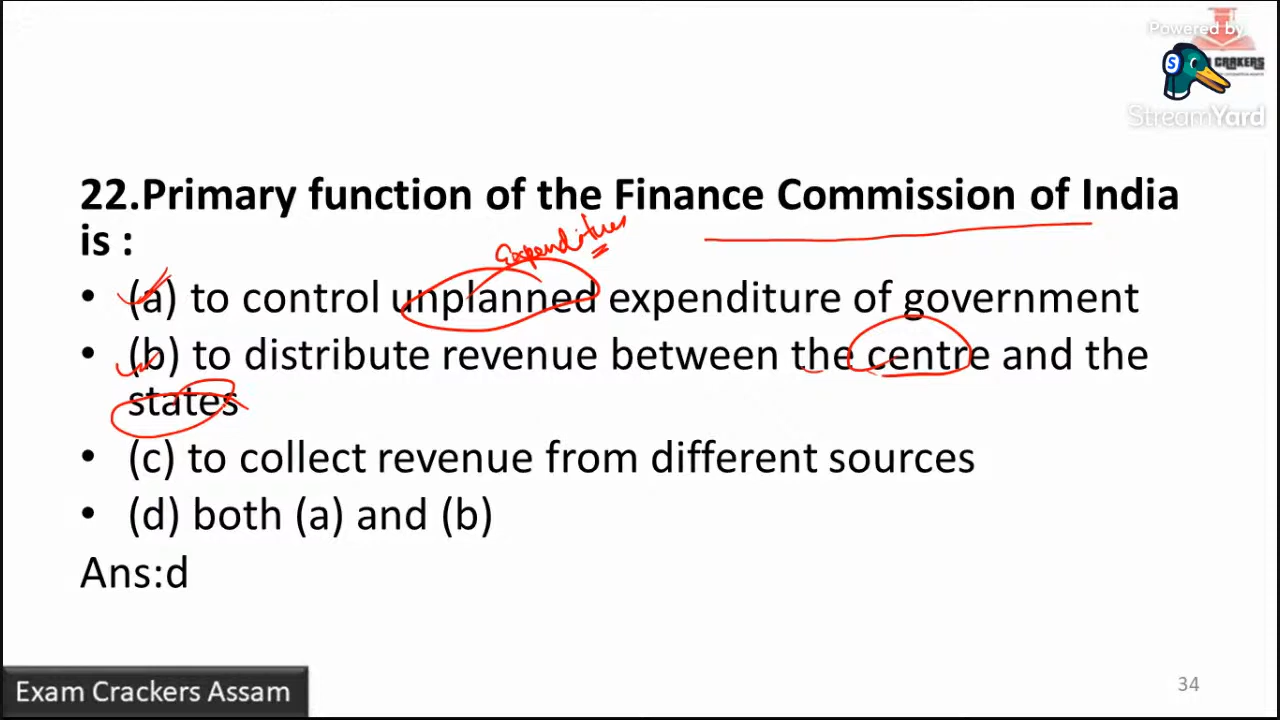 Powered by
CRAKERS
StreamYard
22.Primary function of the Finance Commission of India
is :
Expenditures
• (a) to control unplanned expenditure of government
• (b) to distribute revenue between the centre and the
states
• (c) to collect revenue from different sources
• (d) both (a) and (b)
Ans:d
Exam Crackers Assam
34